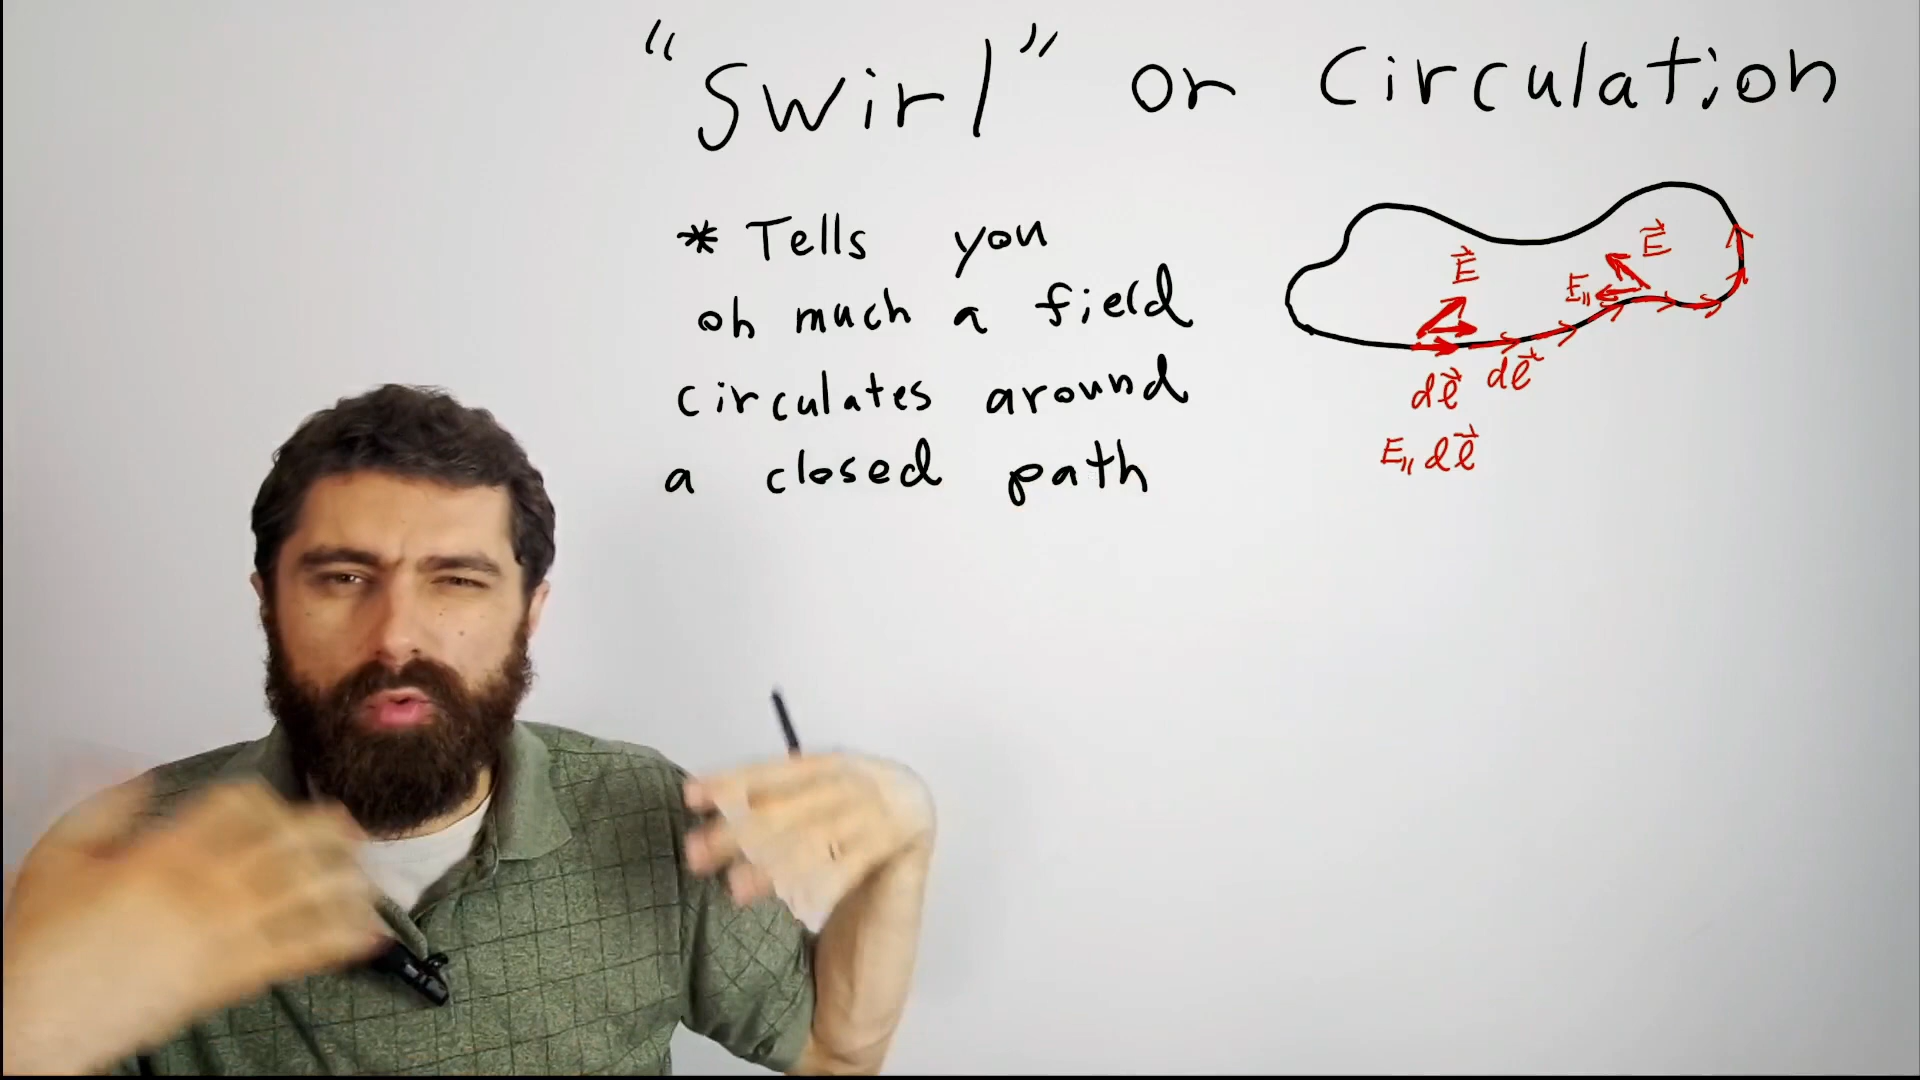 "Swirl" or Circulation
* Tells you
oh much a field
circulates around
a closed path
E⃗
E⃗
E∥
dℓ⃗ dℓ⃗
E∥ dℓ⃗